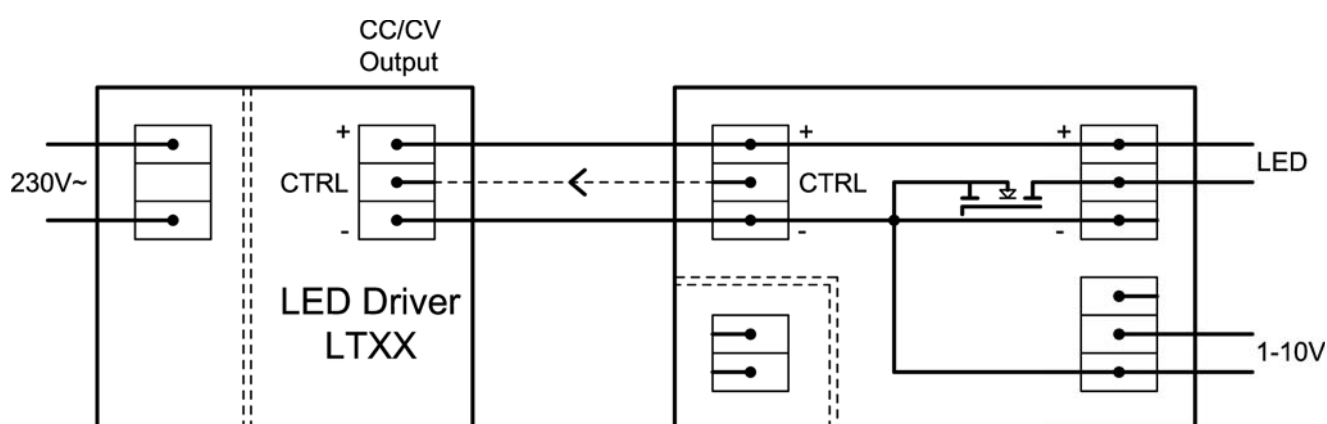 CC/CV
Output
+
+
+
230V~
CTRL
CTRL
LED
-
-
-
LED Driver
LTXX
1-10V